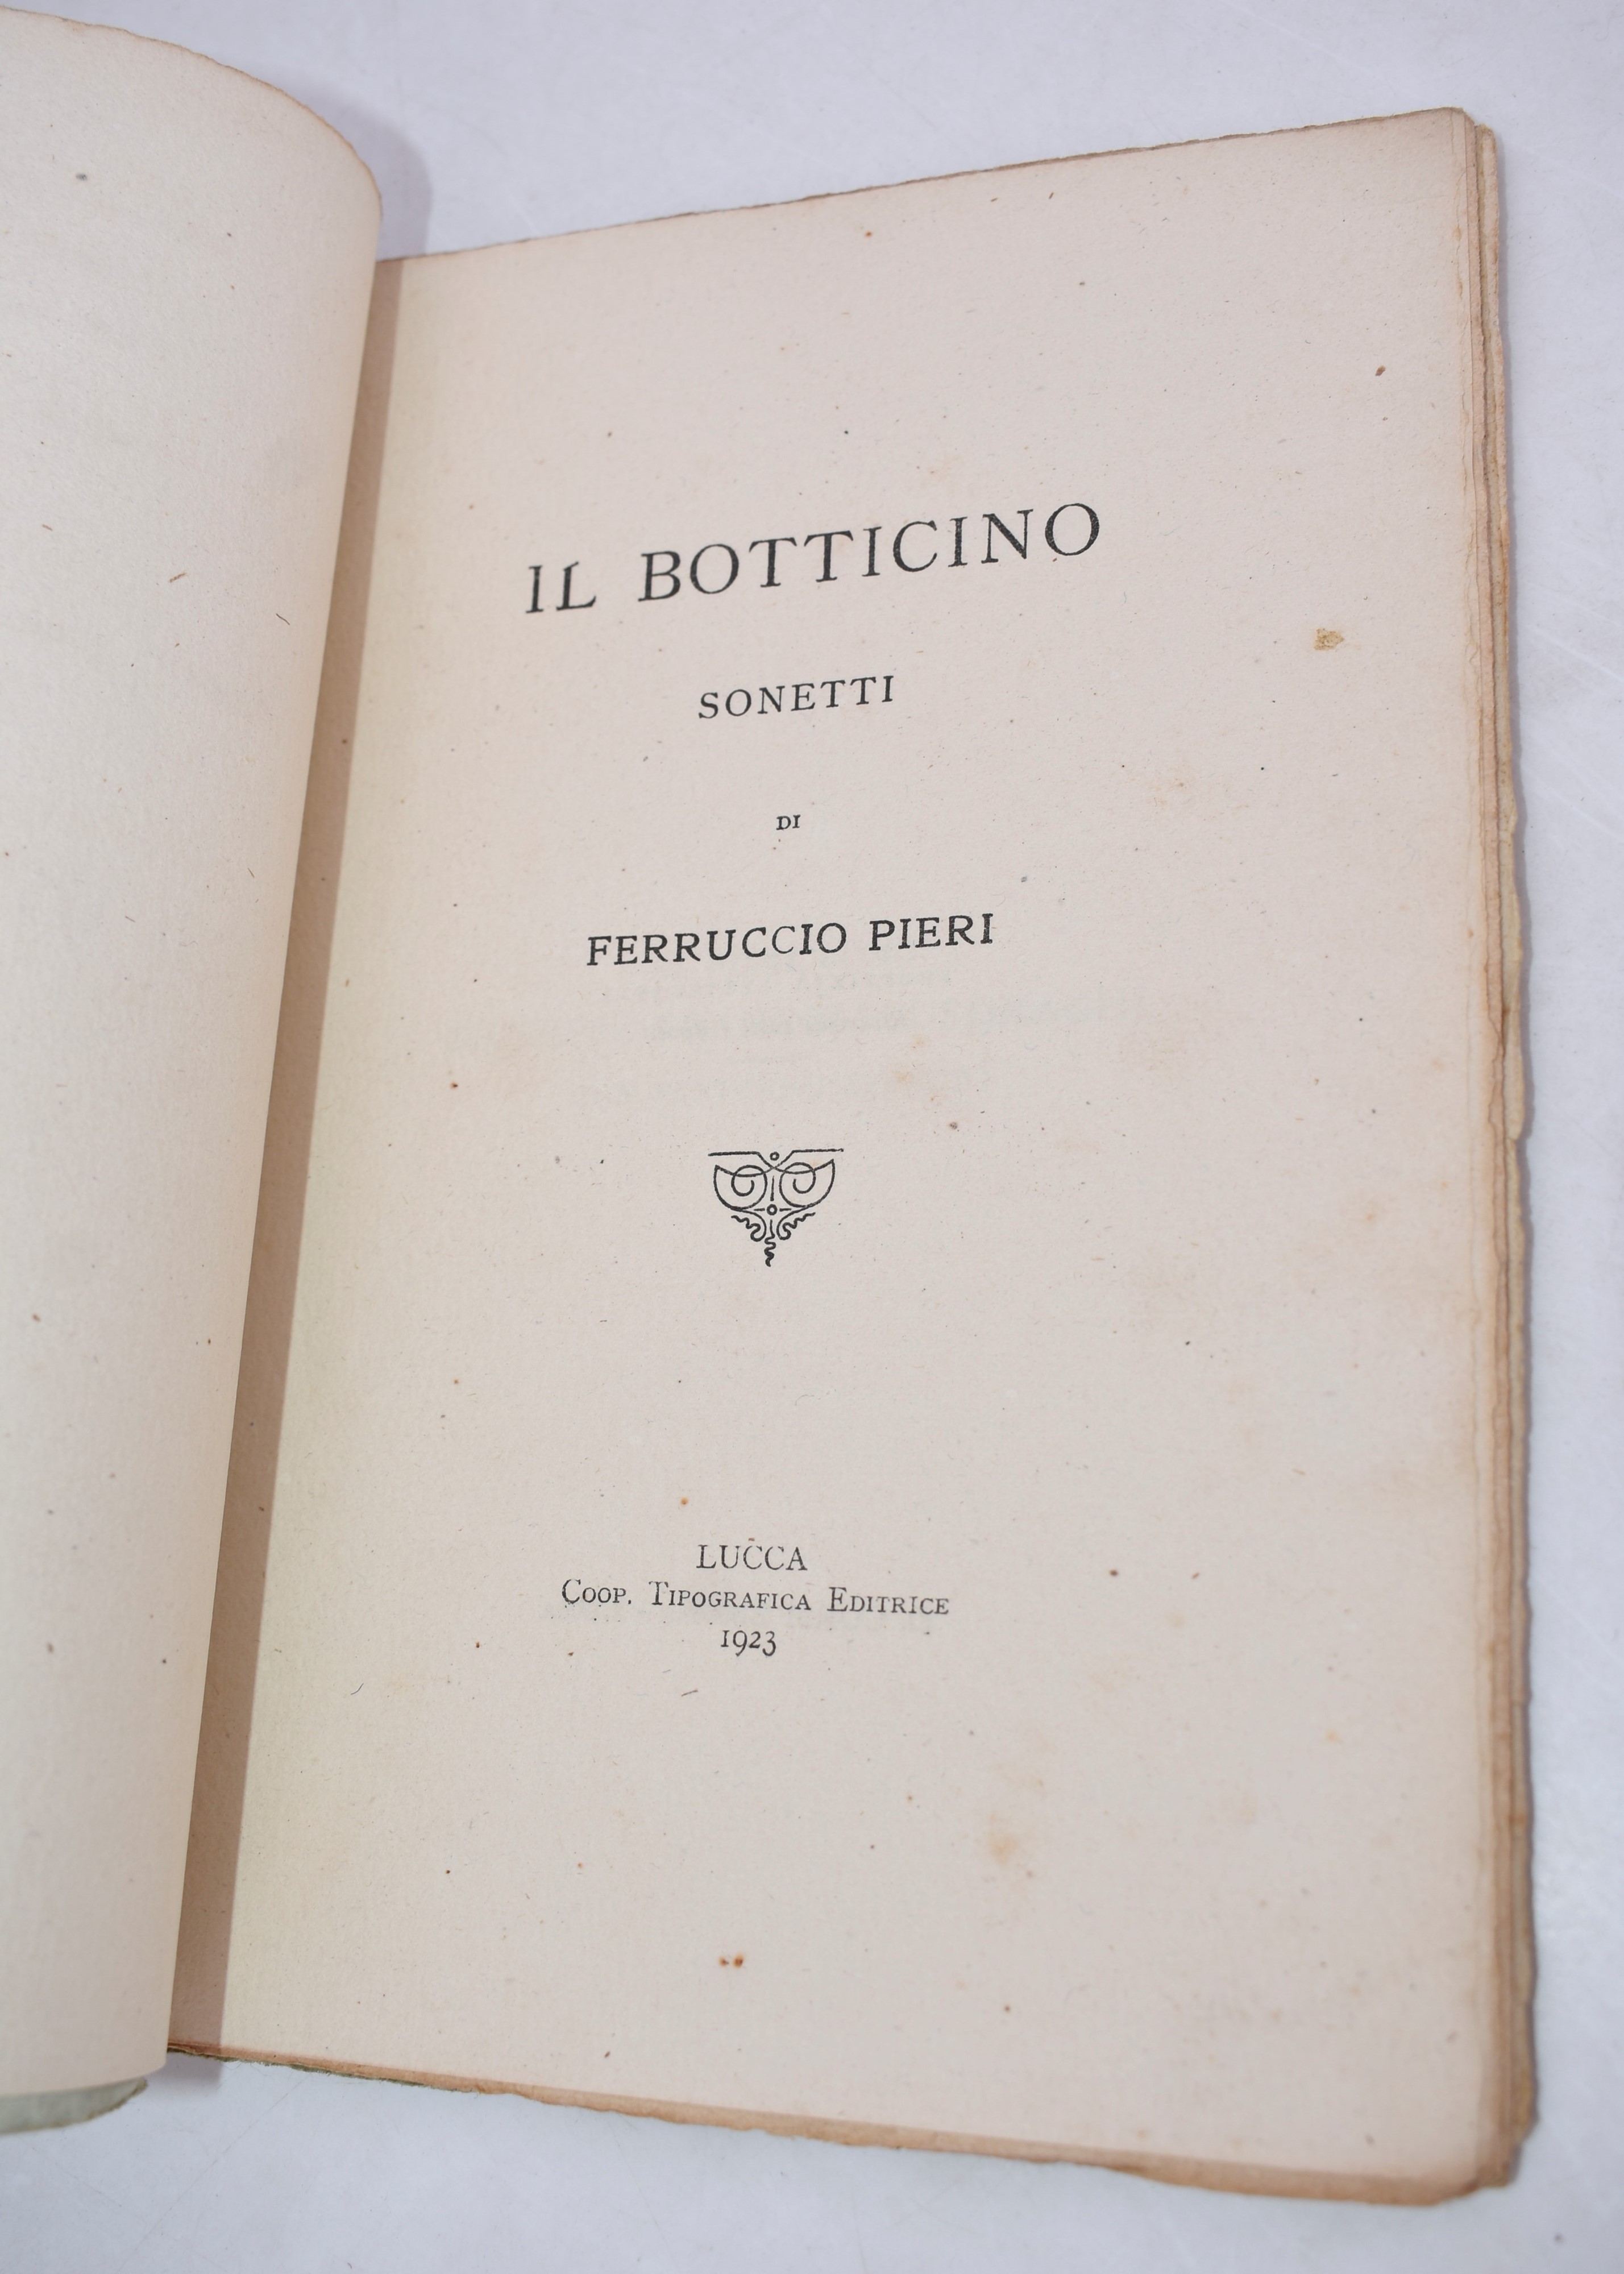 IL BOTTICINO
SONETTI
DI
FERRUCCIO PIERI
LUCCA
COOP. TIPOGRAFICA EDITRICE
1923